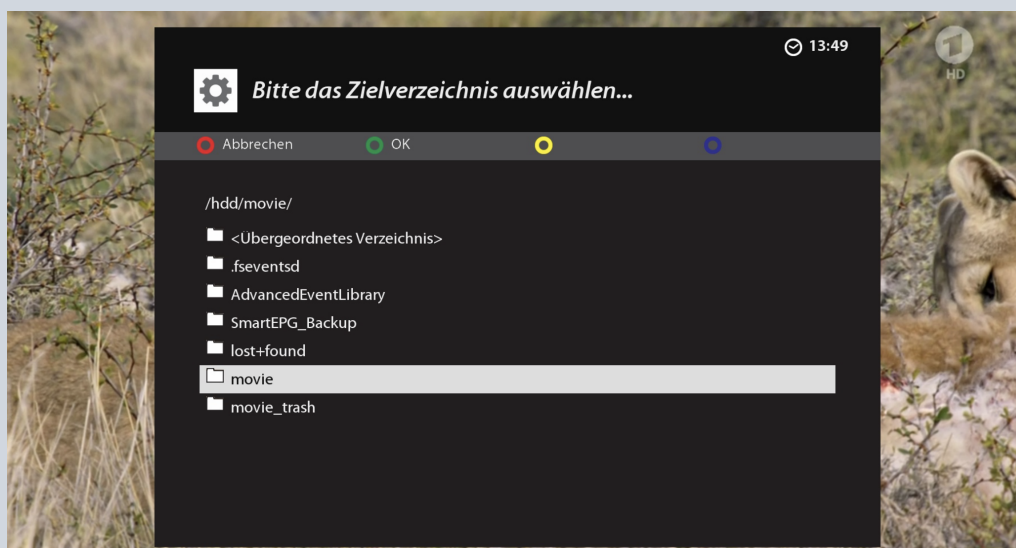 13:49
Bitte das Zielverzeichnis auswählen...
Abbrechen OK
/hdd/movie/
<Übergeordnetes Verzeichnis>
.fseventsd
AdvancedEventLibrary
SmartEPG_Backup
lost+found
movie
movie_trash
1
HD